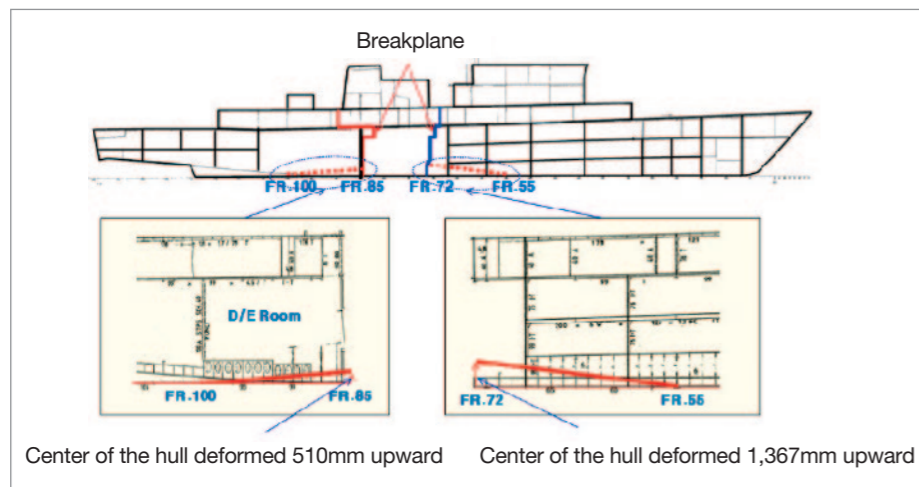 Breakplane
FR.100 FR.85 FR.72 FR.55
D/E Room
FR.100 FR.85
FR.72 FR.55
Center of the hull deformed 510mm upward Center of the hull deformed 1,367mm upward